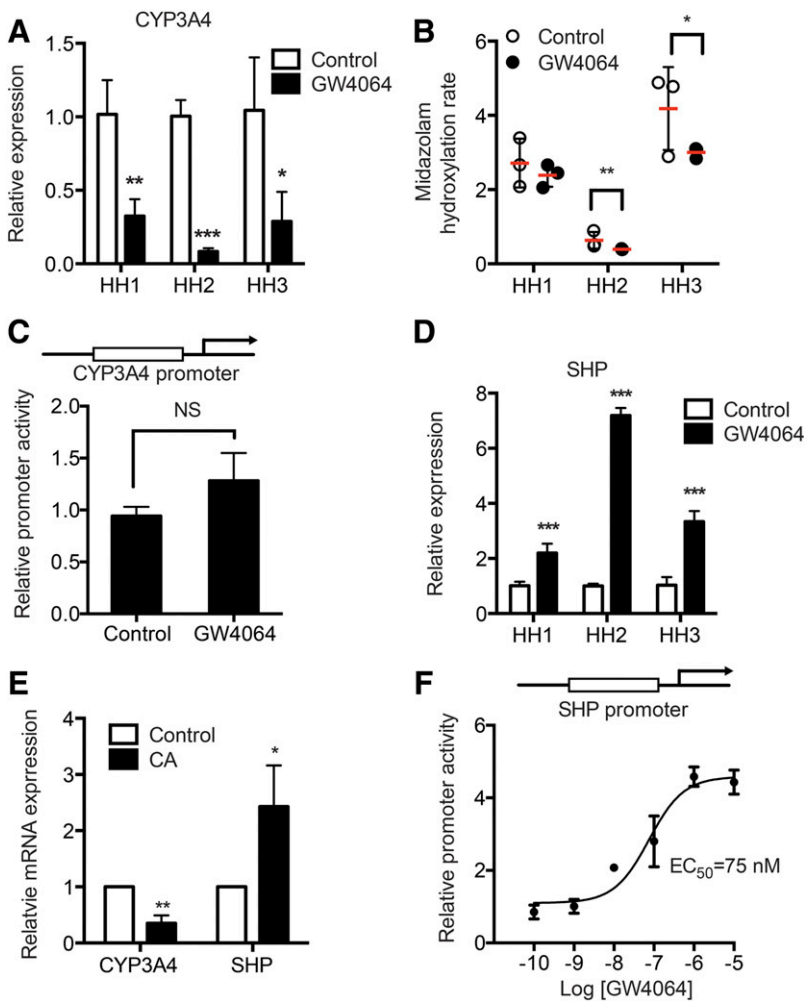 A
CYP3A4
Relative expression
1.5
1.0
0.5
0.0
Control
GW4064
**
***
*
HH1 HH2 HH3
B
Midazolam
hydroxylation rate
6
4
2
0
Control
GW4064
**
*
HH1 HH2 HH3
C
CYP3A4 promoter
Relative promoter activity
2.0
1.5
1.0
0.5
0.0
NS
Control GW4064
D
SHP
Relative exprression
8
6
4
2
0
Control
GW4064
***
***
***
HH1 HH2 HH3
E
Relatvie mRNA exprression
4
3
2
1
0
Control
CA
**
*
CYP3A4 SHP
F
SHP promoter
Relative promoter activity
6
4
2
0
EC50=75 nM
-10 -9 -8 -7 -6 -5
Log [GW4064]